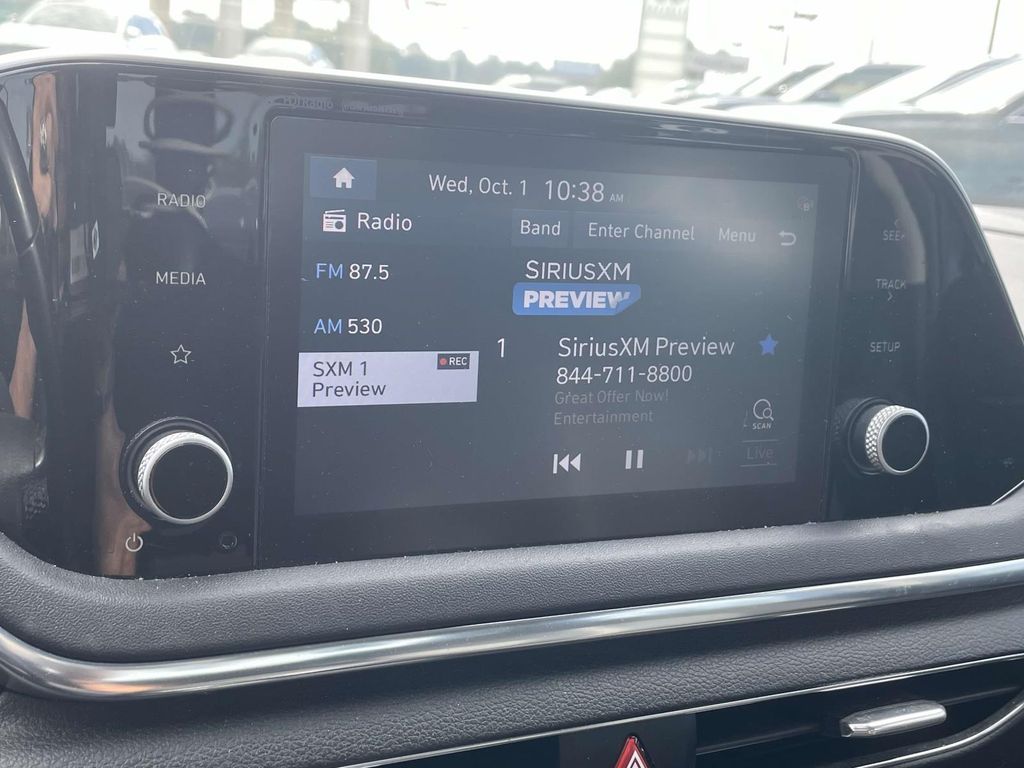 HD Radio
RADIO
MEDIA
Wed, Oct. 1 10:38 AM
Radio
Band Enter Channel Menu
FM 87.5
AM 530
SXM 1 REC
Preview
SIRIUSXM
PREVIEW
1 SiriusXM Preview
844-711-8800
Great Offer Now!
Entertainment
SCAN
Live
SEEK
TRACK
SETUP